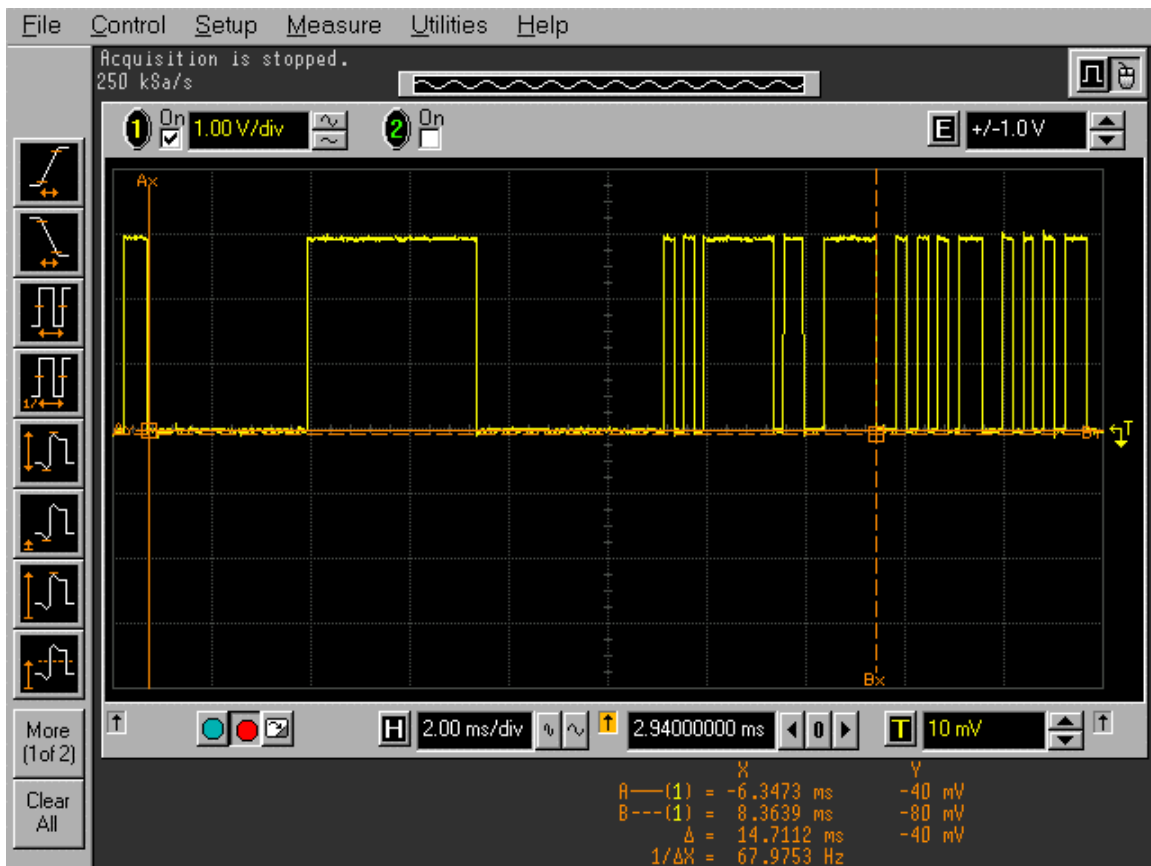 File Control Setup Measure Utilities Help
Acquisition is stopped.
250 kSa/s
1 On 1.00 V/div 2 On E +/-1.0 V
Ax
Ay
By
T
Bx
1/
More
(1of 2)
Clear
All
H 2.00 ms/div 2.94000000 ms 0 T 10 mV
X Y
A——(1) = -6.3473 ms -40 mV
B---(1) = 8.3639 ms -80 mV
Δ = 14.7112 ms -40 mV
1/ΔX = 67.9753 Hz